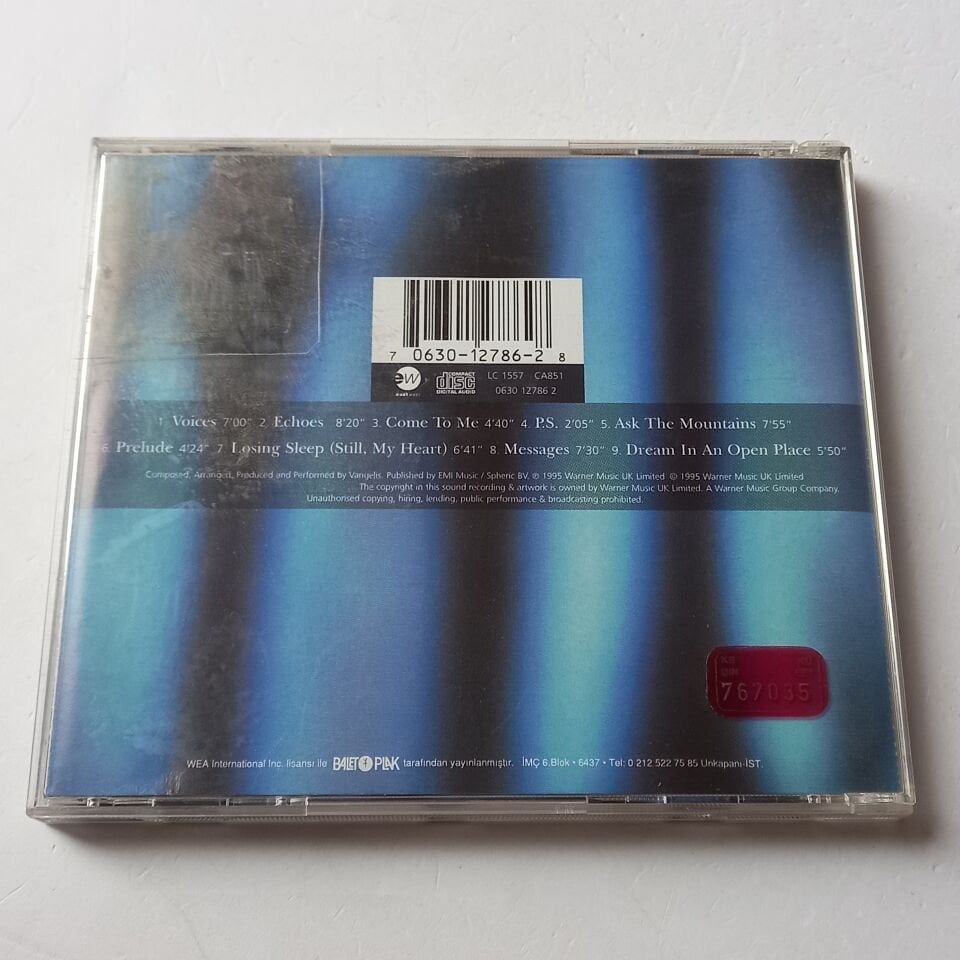 7 0630-12786-2 8
ew
COMPACT disc DIGITAL AUDIO
LC 1557 CA851
0630 12786 2
1. Voices 7'00" 2. Echoes 8'20" 3. Come To Me 4'40" 4. P.S. 2'05" 5. Ask The Mountains 7'55"
6. Prelude 4'24" 7. Losing Sleep (Still, My Heart) 6'41" 8. Messages 7'30" 9. Dream In An Open Place 5'50"
Composed, Arranged, Produced and Performed by Vangelis. Published by EMI Music / Spheric BV. ℗ 1995 Warner Music UK Limited © 1995 Warner Music UK Limited
The copyright in this sound recording & artwork is owned by Warner Music UK Limited. A Warner Music Group Company.
Unauthorised copying, hiring, lending, public performance & broadcasting prohibited.
767035
WEA International Inc. lisansı ile BALET PLAK tarafından yayınlanmıştır. İMÇ 6.Blok • 6437 • Tel: 0 212 522 75 85 Unkapanı-İST.